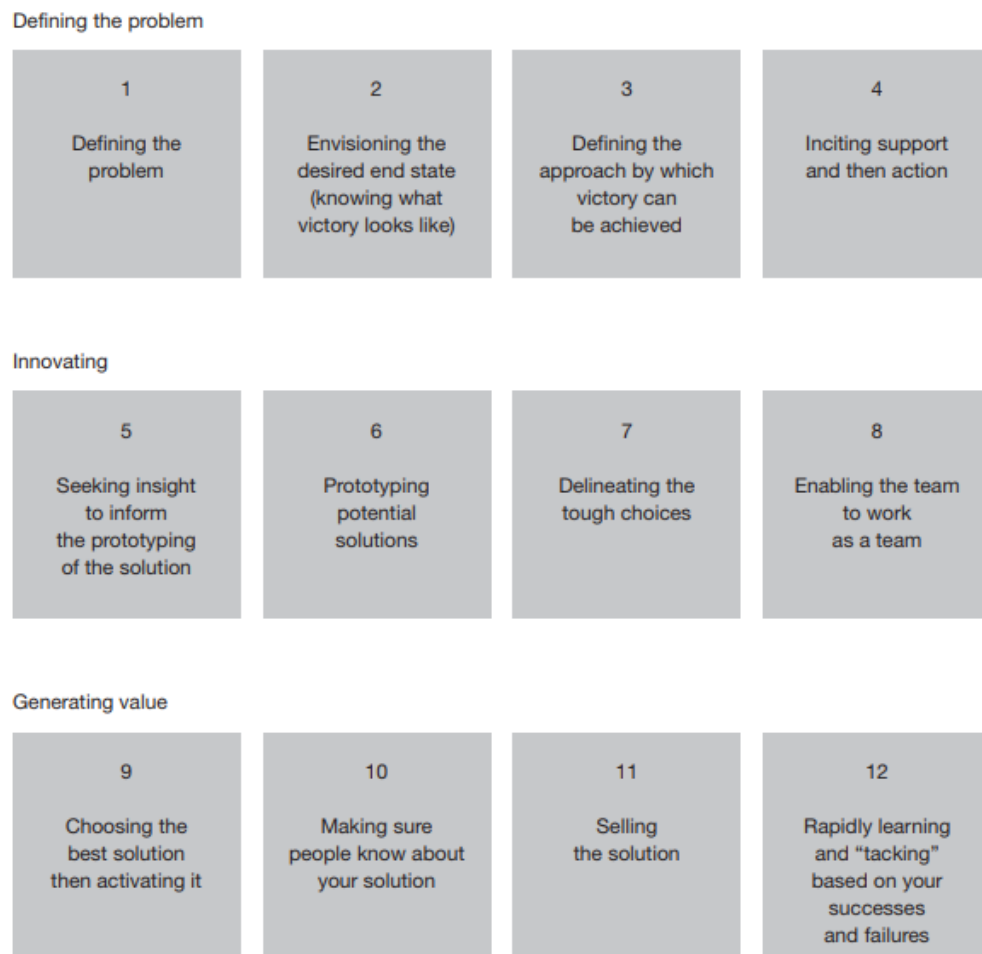 Defining the problem
1
Defining the
problem
2
Envisioning the
desired end state
(knowing what
victory looks like)
3
Defining the
approach by which
victory can
be achieved
4
Inciting support
and then action
Innovating
5
Seeking insight
to inform
the prototyping
of the solution
6
Prototyping
potential
solutions
7
Delineating the
tough choices
8
Enabling the team
to work
as a team
Generating value
9
Choosing the
best solution
then activating it
10
Making sure
people know about
your solution
11
Selling
the solution
12
Rapidly learning
and “tacking”
based on your
successes
and failures